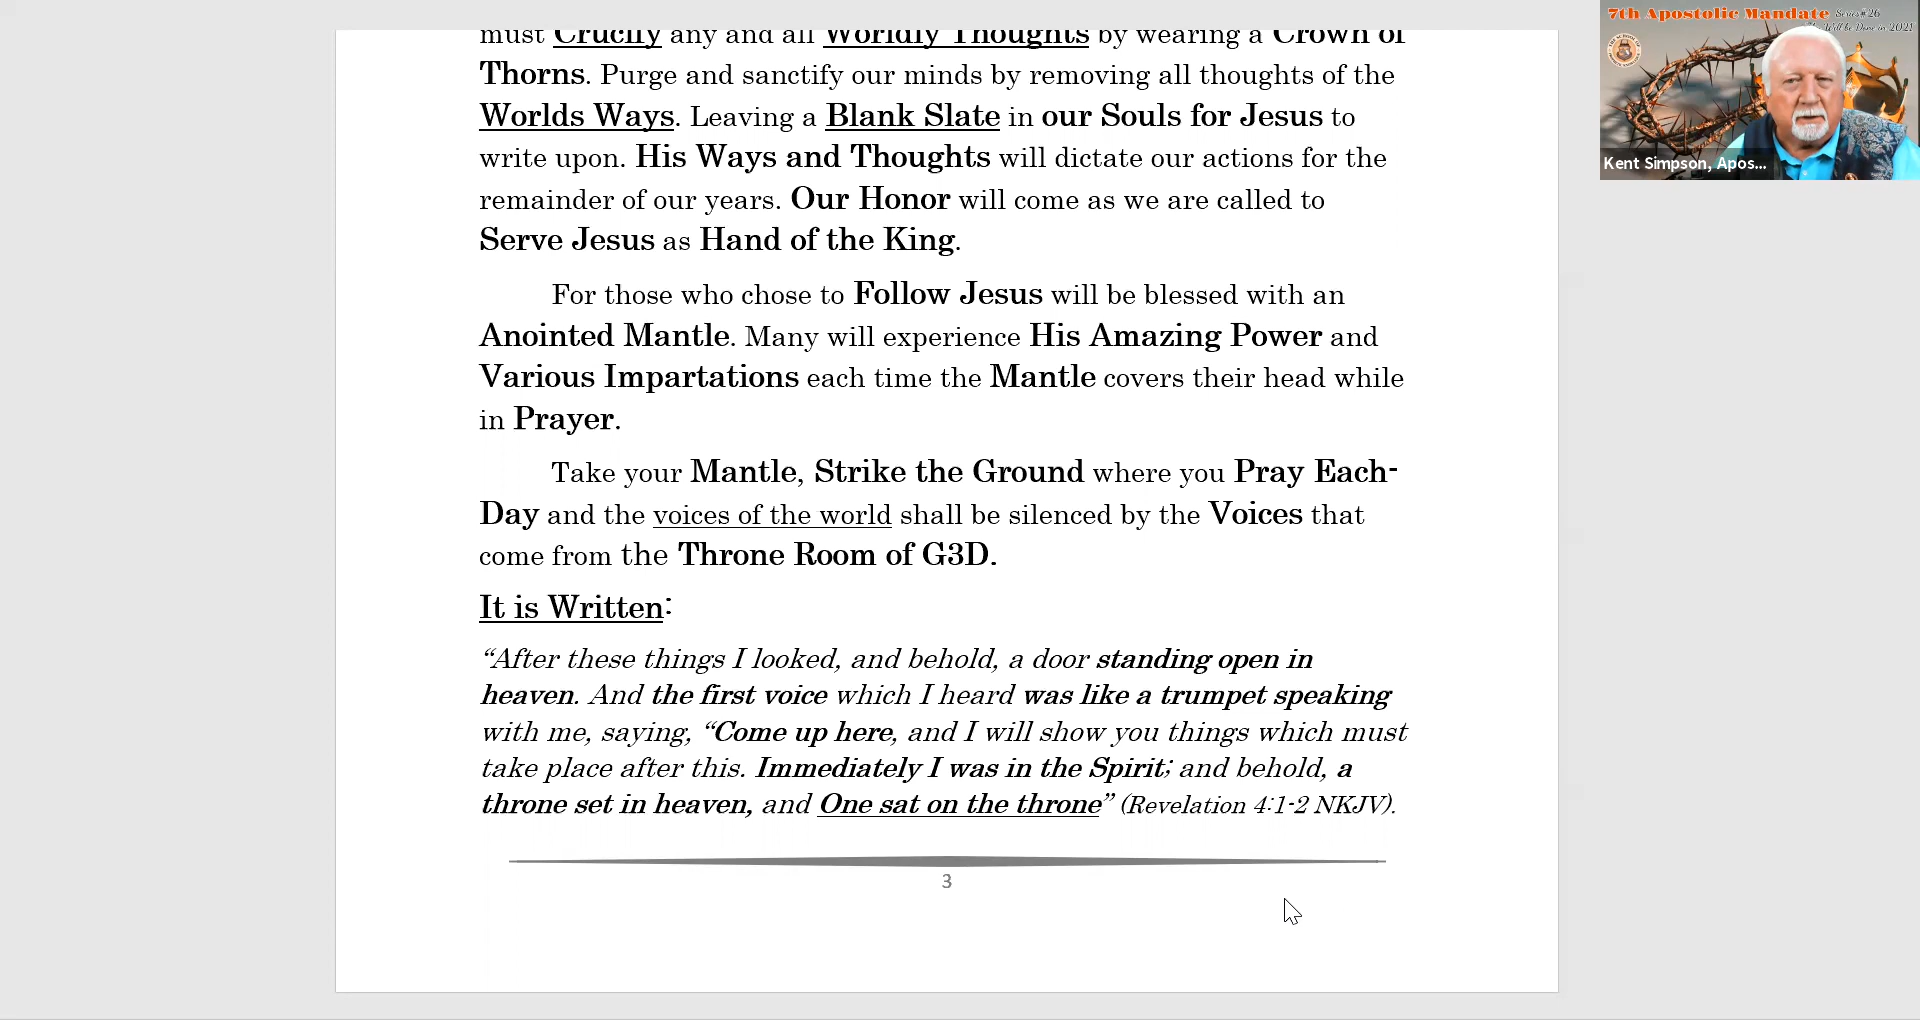 must Crucify any and all Worldly Thoughts by wearing a Crown of
Thorns. Purge and sanctify our minds by removing all thoughts of the
Worlds Ways. Leaving a Blank Slate in our Souls for Jesus to
write upon. His Ways and Thoughts will dictate our actions for the
remainder of our years. Our Honor will come as we are called to
Serve Jesus as Hand of the King.
For those who chose to Follow Jesus will be blessed with an
Anointed Mantle. Many will experience His Amazing Power and
Various Impartations each time the Mantle covers their head while
in Prayer.
Take your Mantle, Strike the Ground where you Pray Each-
Day and the voices of the world shall be silenced by the Voices that
come from the Throne Room of G3D.
It is Written:
“After these things I looked, and behold, a door standing open in
heaven. And the first voice which I heard was like a trumpet speaking
with me, saying, “Come up here, and I will show you things which must
take place after this. Immediately I was in the Spirit; and behold, a
throne set in heaven, and One sat on the throne” (Revelation 4:1-2 NKJV).
3
7th Apostolic Mandate Series#26
Will be Done in 2021
Kent Simpson, Apos...